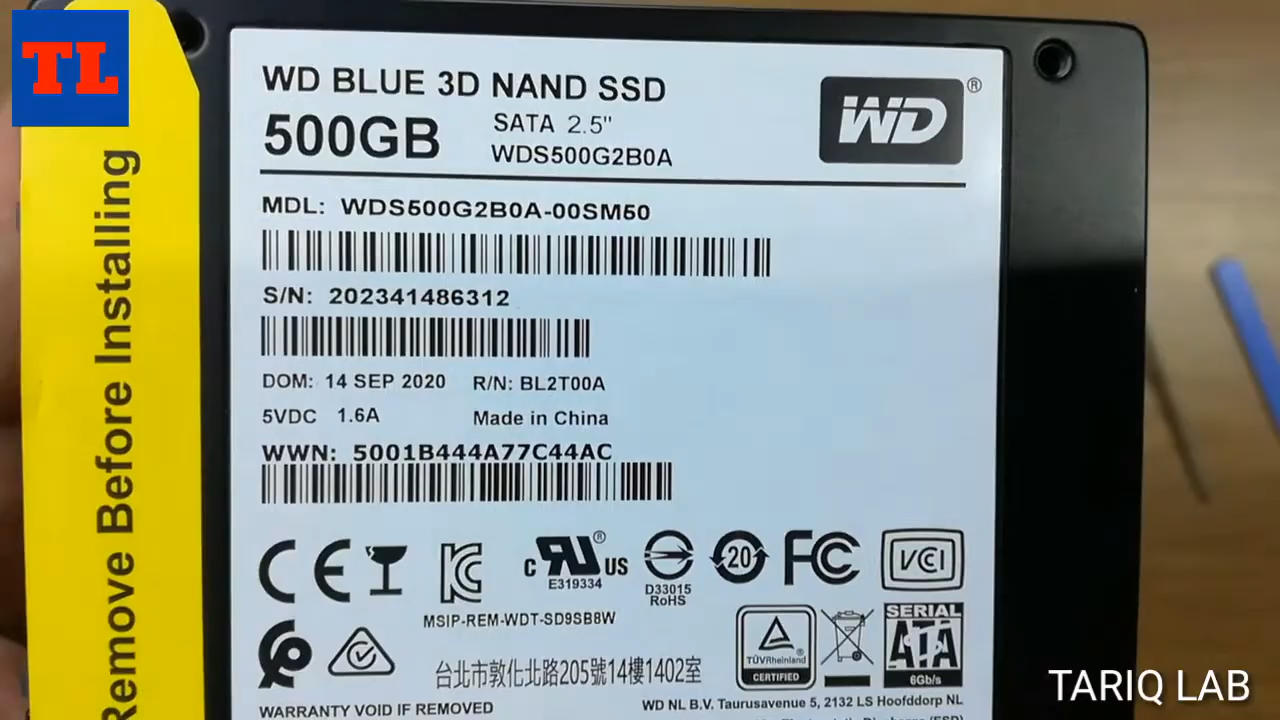 TL
Remove Before Installing
WD BLUE 3D NAND SSD
500GB
SATA 2.5"
WDS500G2B0A
WD ®
MDL: WDS500G2B0A-00SM50
S/N: 202341486312
DOM: 14 SEP 2020 R/N: BL2T00A
5VDC 1.6A Made in China
WWN: 5001B444A77C44AC
CE
c RU ® US
E319334
D33015
RoHS
20
FC
VCI
MSIP-REM-WDT-SD9SB8W
台北市敦化北路205號14樓1402室
TÜVRheinland
CERTIFIED
SERIAL
ATA
6Gb/s
WARRANTY VOID IF REMOVED
WD NL B.V. Taurusavenue 5, 2132 LS Hoofddorp NL
TARIQ LAB